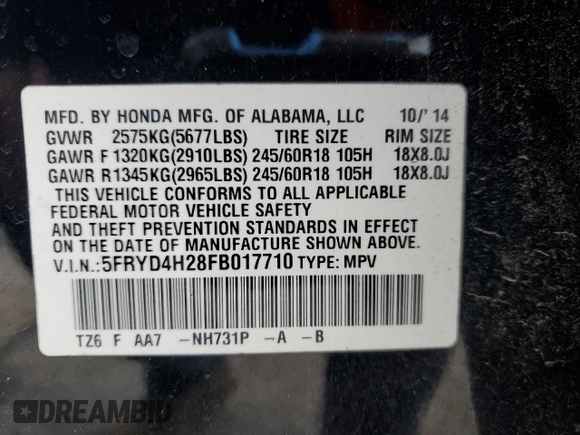 MFD. BY HONDA MFG. OF ALABAMA, LLC 10/'14
GVWR 2575KG(5677LBS) TIRE SIZE RIM SIZE
GAWR F 1320KG(2910LBS) 245/60R18 105H 18X8.0J
GAWR R1345KG(2965LBS) 245/60R18 105H 18X8.0J
THIS VEHICLE CONFORMS TO ALL APPLICABLE
FEDERAL MOTOR VEHICLE SAFETY
AND THEFT PREVENTION STANDARDS IN EFFECT
ON THE DATE OF MANUFACTURE SHOWN ABOVE.
V.I.N.:5FRYD4H28FB017710 TYPE: MPV
TZ6 F AA7 -NH731P -A -B
DREAMBID